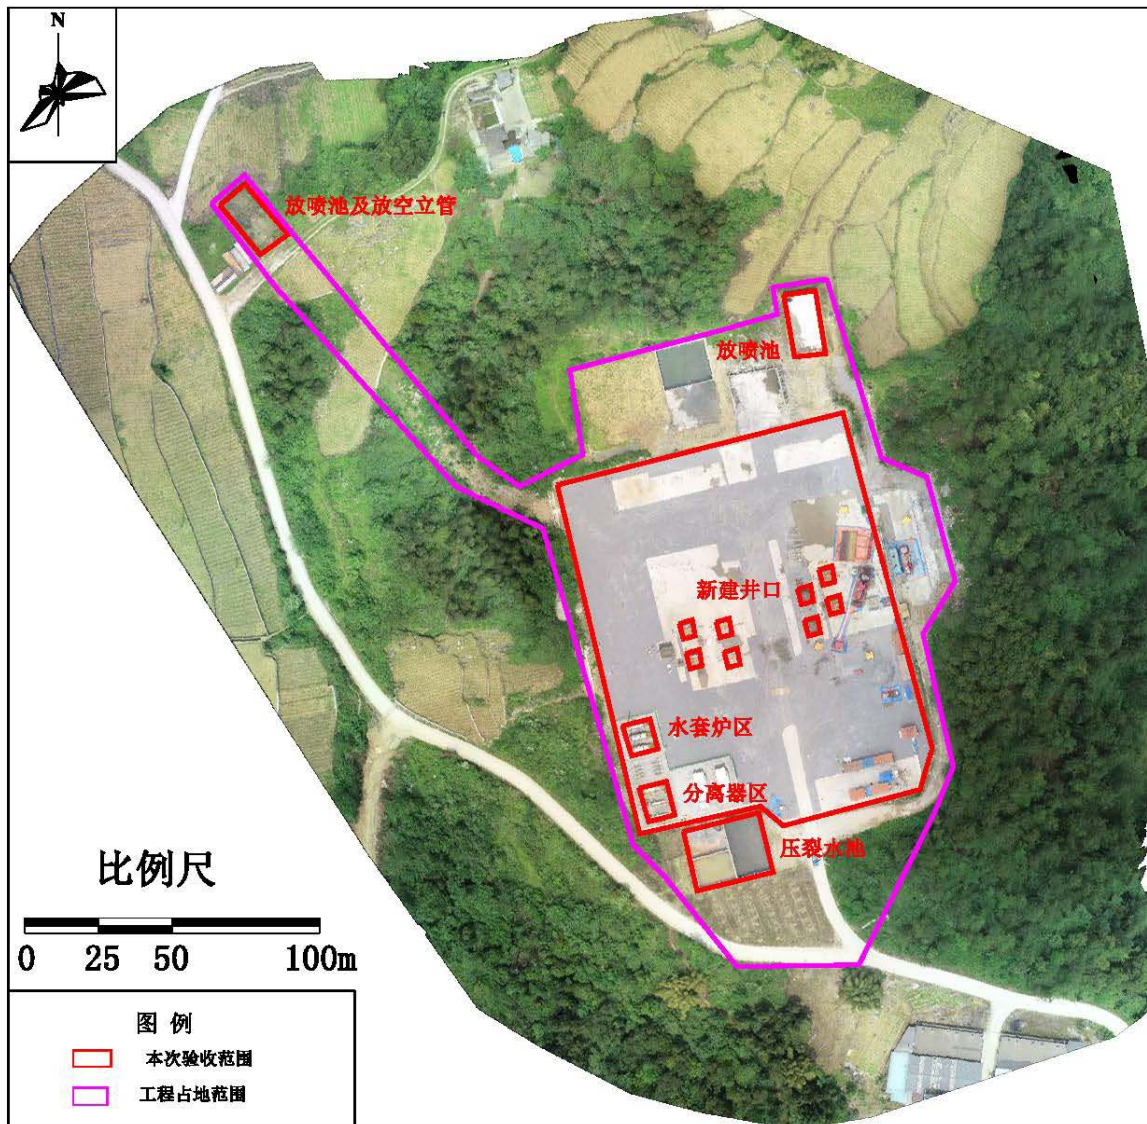 N
放喷池及放空立管
放喷池
新建井口
水套炉区
分离器区
压裂水池
比例尺
0 25 50 100m
图 例
本次验收范围
工程占地范围